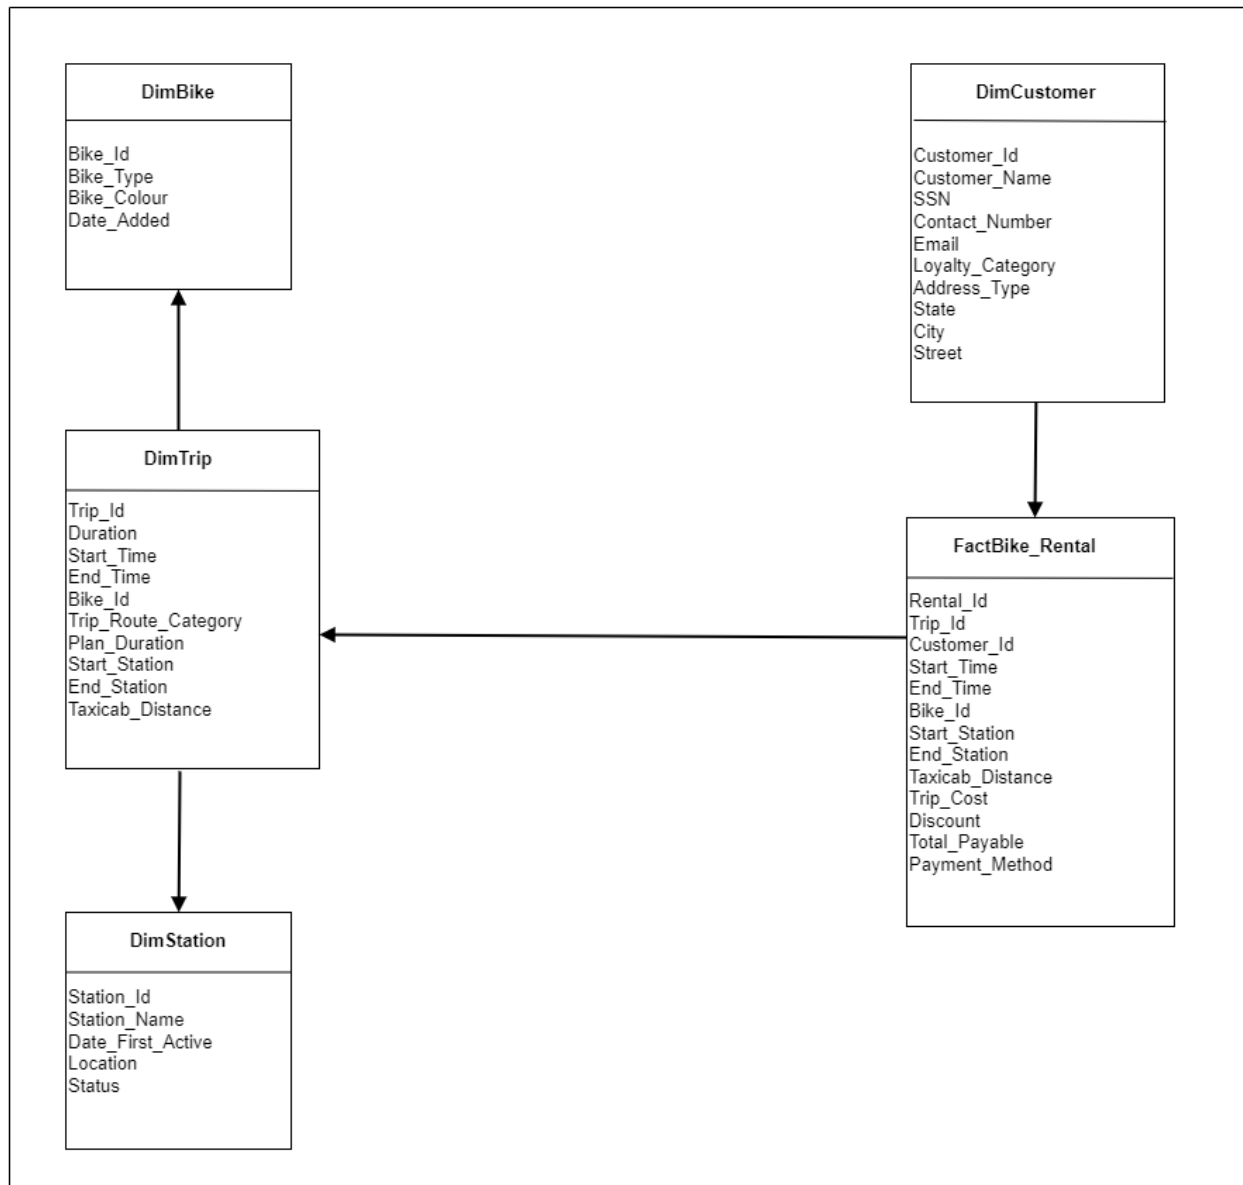 DimBike
Bike_Id
Bike_Type
Bike_Colour
Date_Added
DimCustomer
Customer_Id
Customer_Name
SSN
Contact_Number
Email
Loyalty_Category
Address_Type
State
City
Street
DimTrip
Trip_Id
Duration
Start_Time
End_Time
Bike_Id
Trip_Route_Category
Plan_Duration
Start_Station
End_Station
Taxicab_Distance
FactBike_Rental
Rental_Id
Trip_Id
Customer_Id
Start_Time
End_Time
Bike_Id
Start_Station
End_Station
Taxicab_Distance
Trip_Cost
Discount
Total_Payable
Payment_Method
DimStation
Station_Id
Station_Name
Date_First_Active
Location
Status